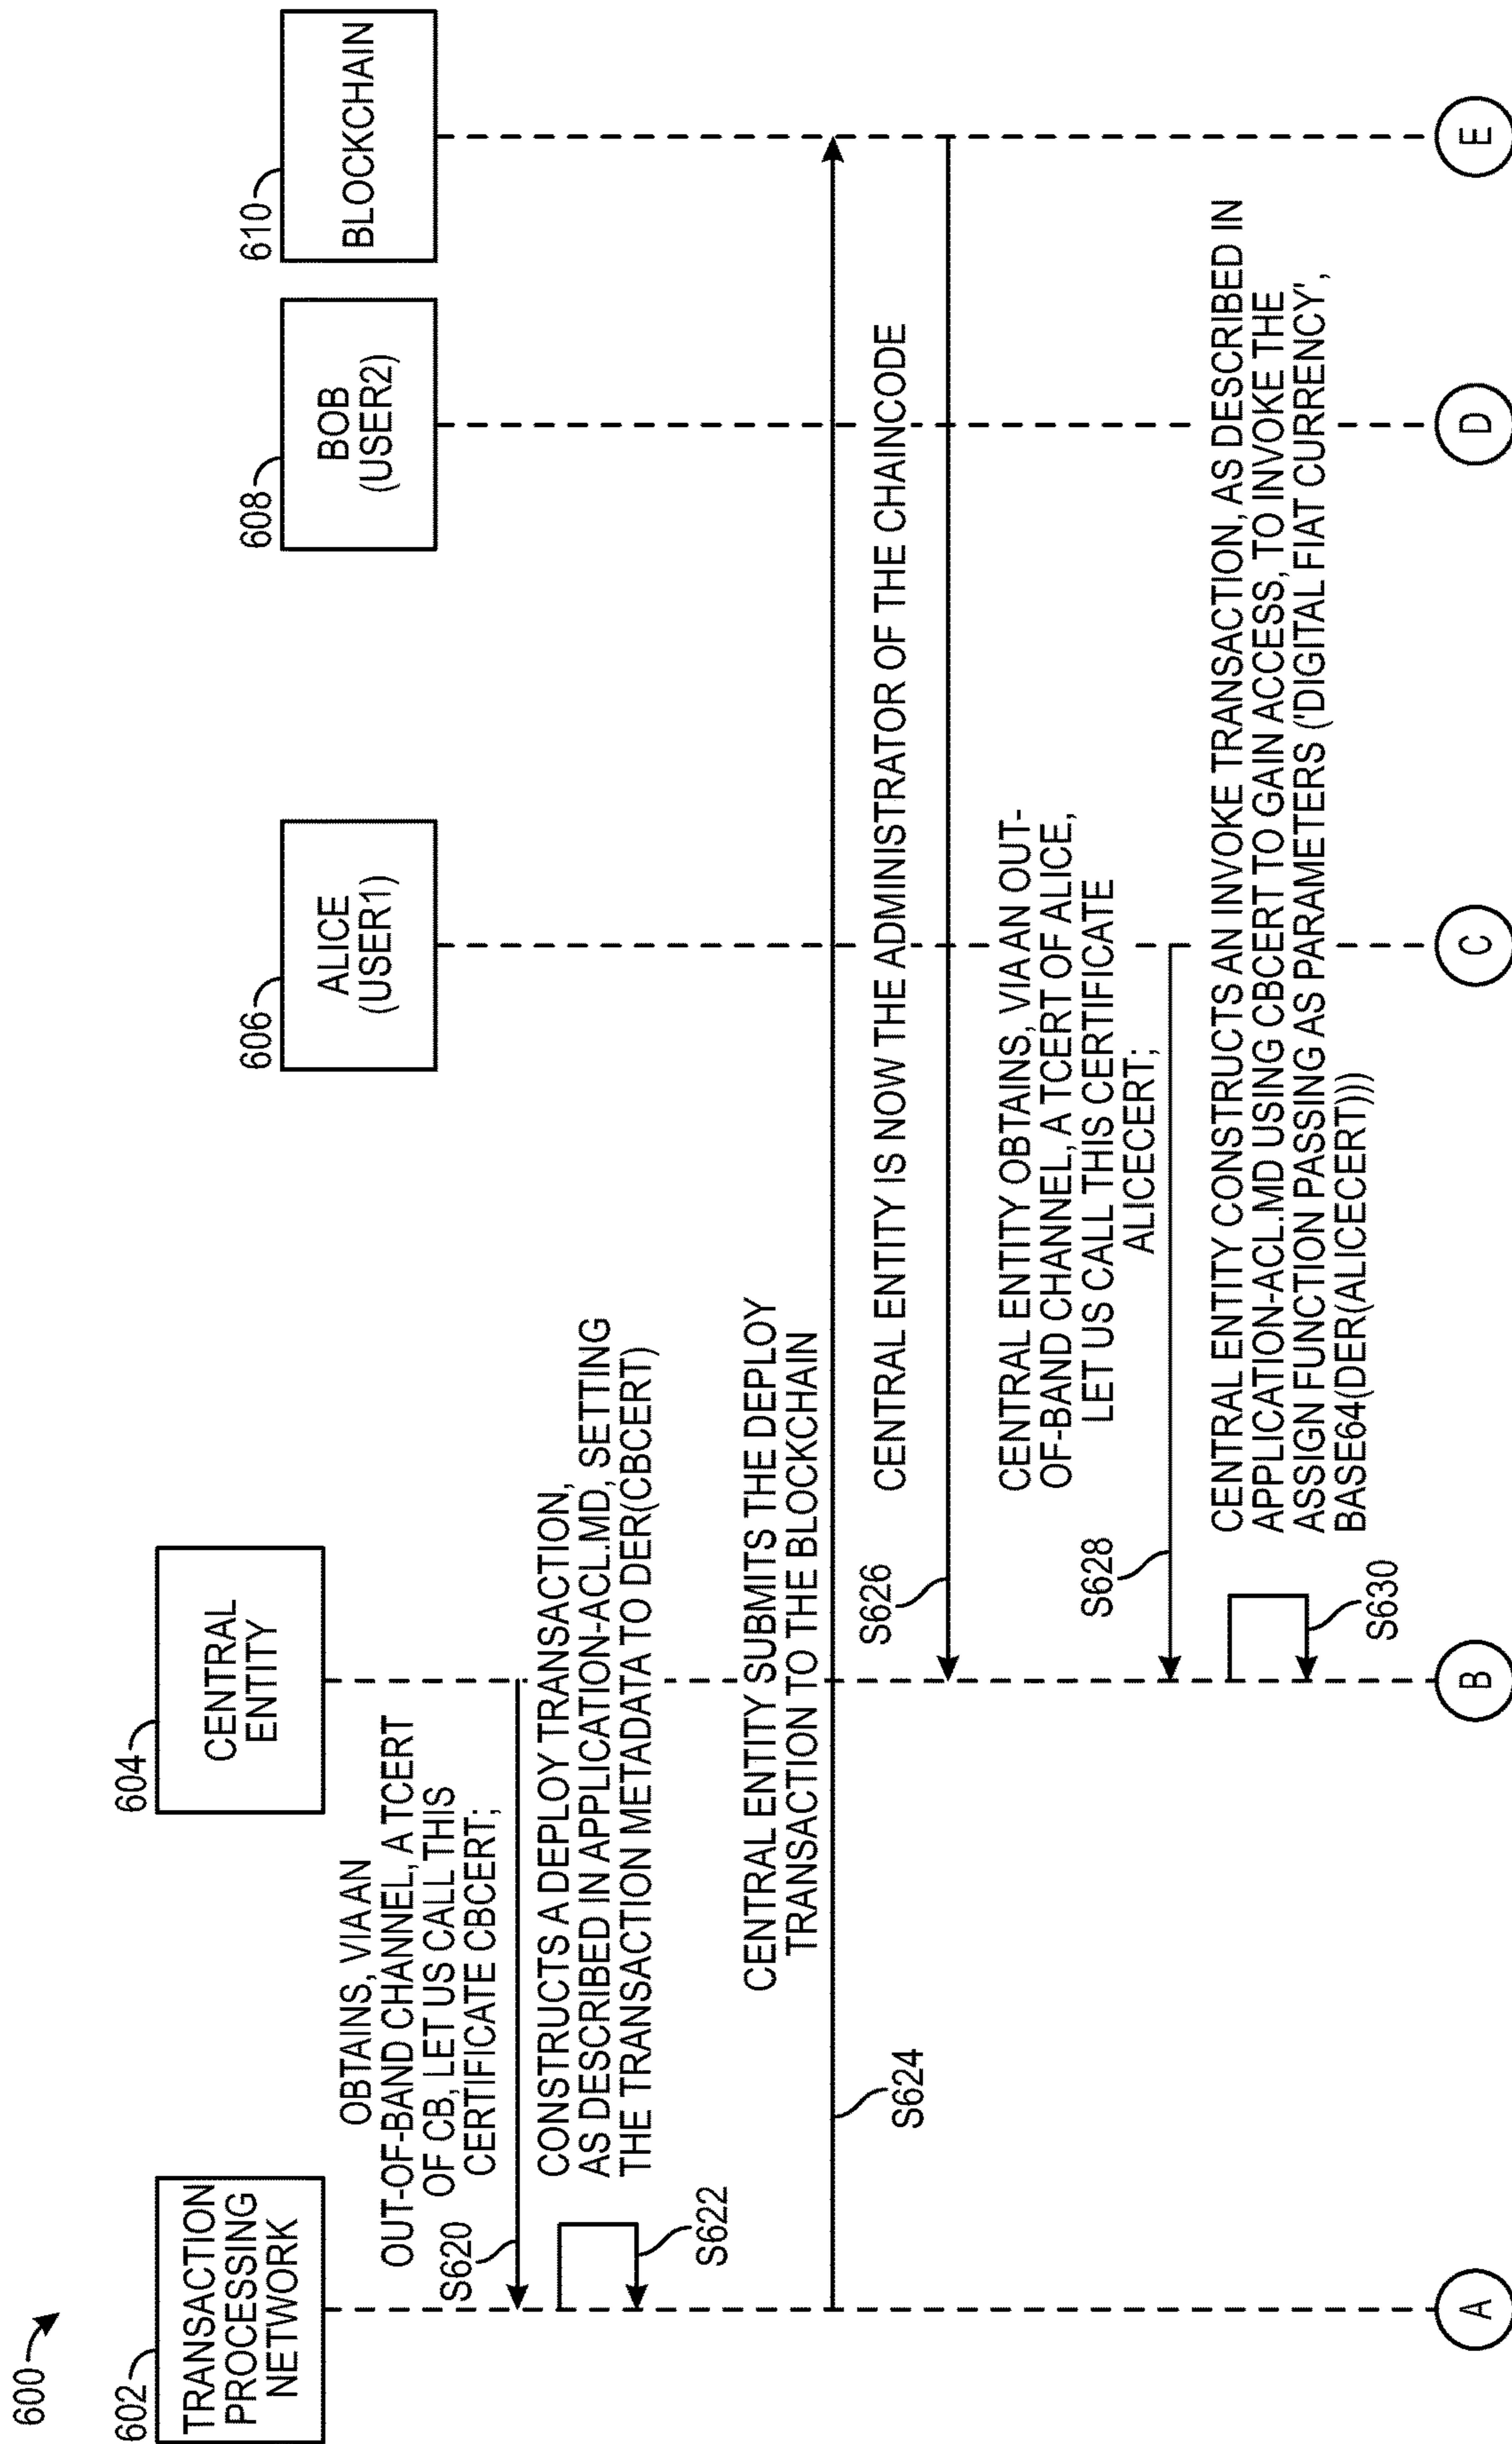 600
602
TRANSACTION
PROCESSING
NETWORK
604
CENTRAL
ENTITY
606
ALICE
(USER1)
608
BOB
(USER2)
610
BLOCKCHAIN
OBTAINS, VIA AN
OUT-OF-BAND CHANNEL, A TCERT
OF CB, LET US CALL THIS
CERTIFICATE CBCERT;
S620
CONSTRUCTS A DEPLOY TRANSACTION,
AS DESCRIBED IN APPLICATION-ACL.MD, SETTING
THE TRANSACTION METADATA TO DER(CBCERT)
S622
CENTRAL ENTITY SUBMITS THE DEPLOY
TRANSACTION TO THE BLOCKCHAIN
S624
CENTRAL ENTITY IS NOW THE ADMINISTRATOR OF THE CHAINCODE
S626
CENTRAL ENTITY OBTAINS, VIA AN OUT-
OF-BAND CHANNEL, A TCERT OF ALICE,
LET US CALL THIS CERTIFICATE
ALICECERT;
S628
CENTRAL ENTITY CONSTRUCTS AN INVOKE TRANSACTION, AS DESCRIBED IN
APPLICATION-ACL.MD USING CBCERT TO GAIN ACCESS, TO INVOKE THE
ASSIGN FUNCTION PASSING AS PARAMETERS ('DIGITAL FIAT CURRENCY',
BASE64(DER(ALICECERT)))
S630
A
B
C
D
E